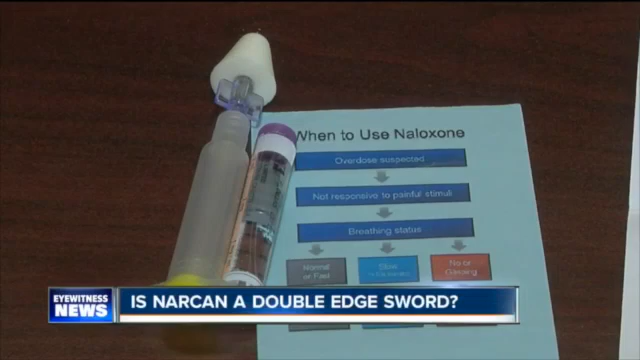 When to Use Naloxone
Overdose suspected
Not responsive to painful stimuli
Breathing status
Normal
or Fast
Slow
No or
Gasping
EYEWITNESS
NEWS
IS NARCAN A DOUBLE EDGE SWORD?